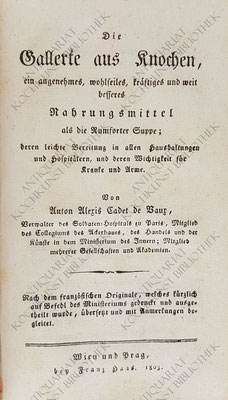 Die
Gallerte aus Knochen,
ein angenehmes, wohlfeiles, kräftiges und weit
besseres
Nahrungsmittel
als die Rumforter Suppe;
deren leichte Bereitung in allen Haushaltungen
und Hospitälern, und deren Wichtigkeit für
Kranke und Arme.
Von
Anton Alexis Cadet de Vaux,
Verwalter des Soldaten-Hospitals zu Paris, Mitglied
des Collegiums des Ackerbaues, des Handels und der
Künste in dem Ministerium des Innern; Mitglied
mehrerer Gesellschaften und Akademien.
Nach dem französischen Originale, welches kürzlich
auf Befehl des Ministeriums gedruckt und ausge-
theilt wurde, übersetzt und mit Anmerkungen be-
gleitet.
Wien und Prag,
bey Franz Haas. 1803.